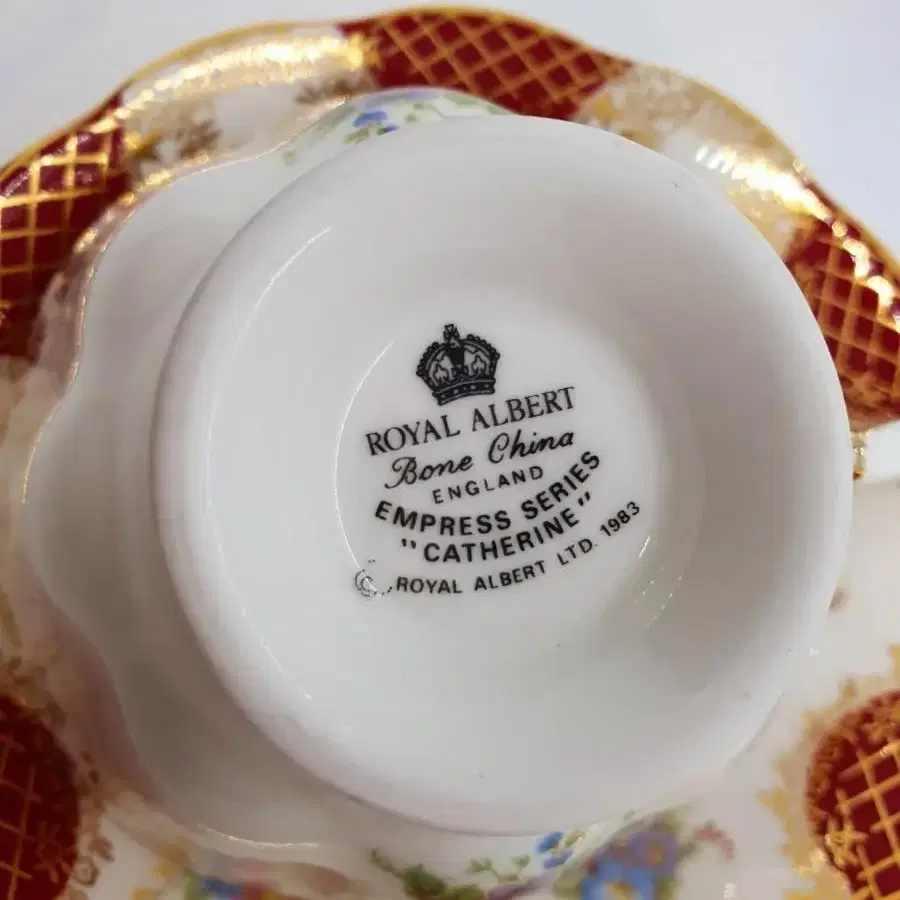 ROYAL ALBERT
Bone China
ENGLAND
EMPRESS SERIES
"CATHERINE"
© ROYAL ALBERT LTD. 1983